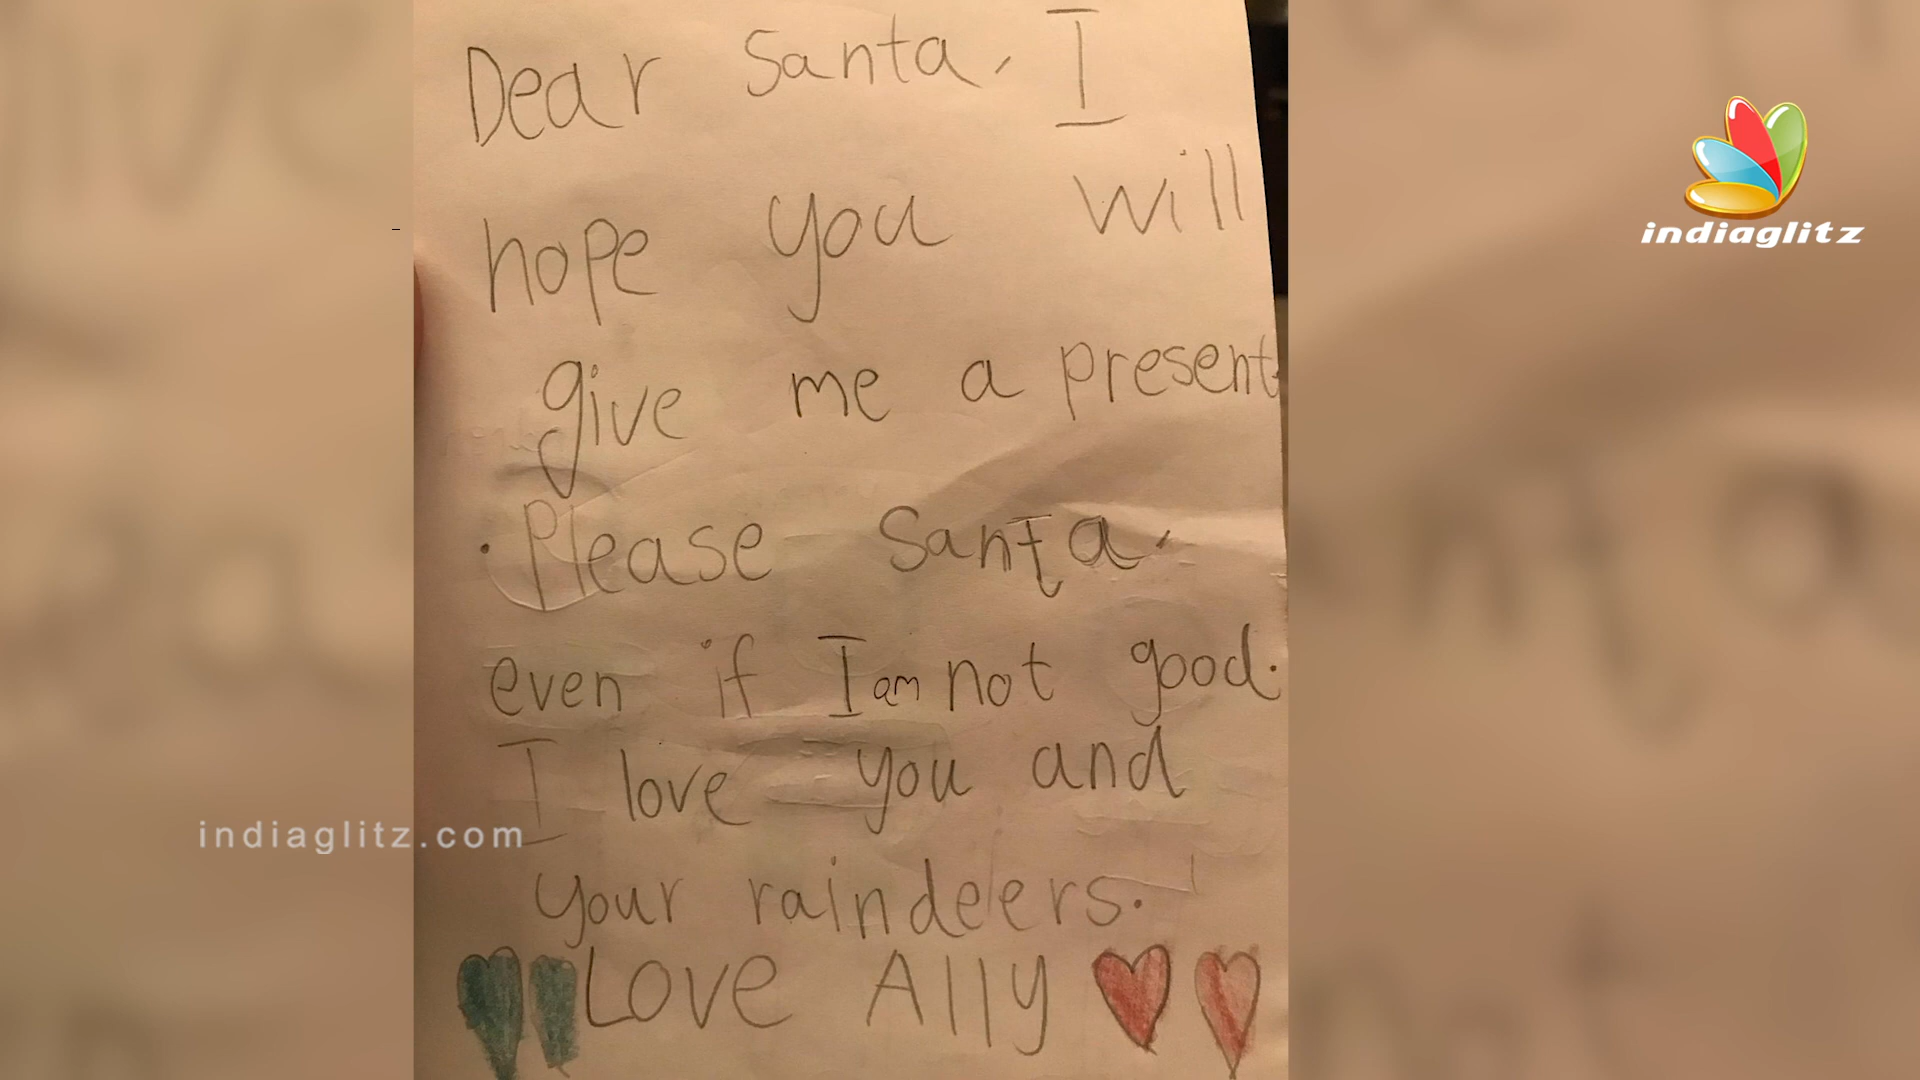 Dear Santa, I
hope you will
give me a present.
Please Santa,
even if I am not good.
I love you and
your raindeers.
Love Ally
indiaglitz
indiaglitz.com